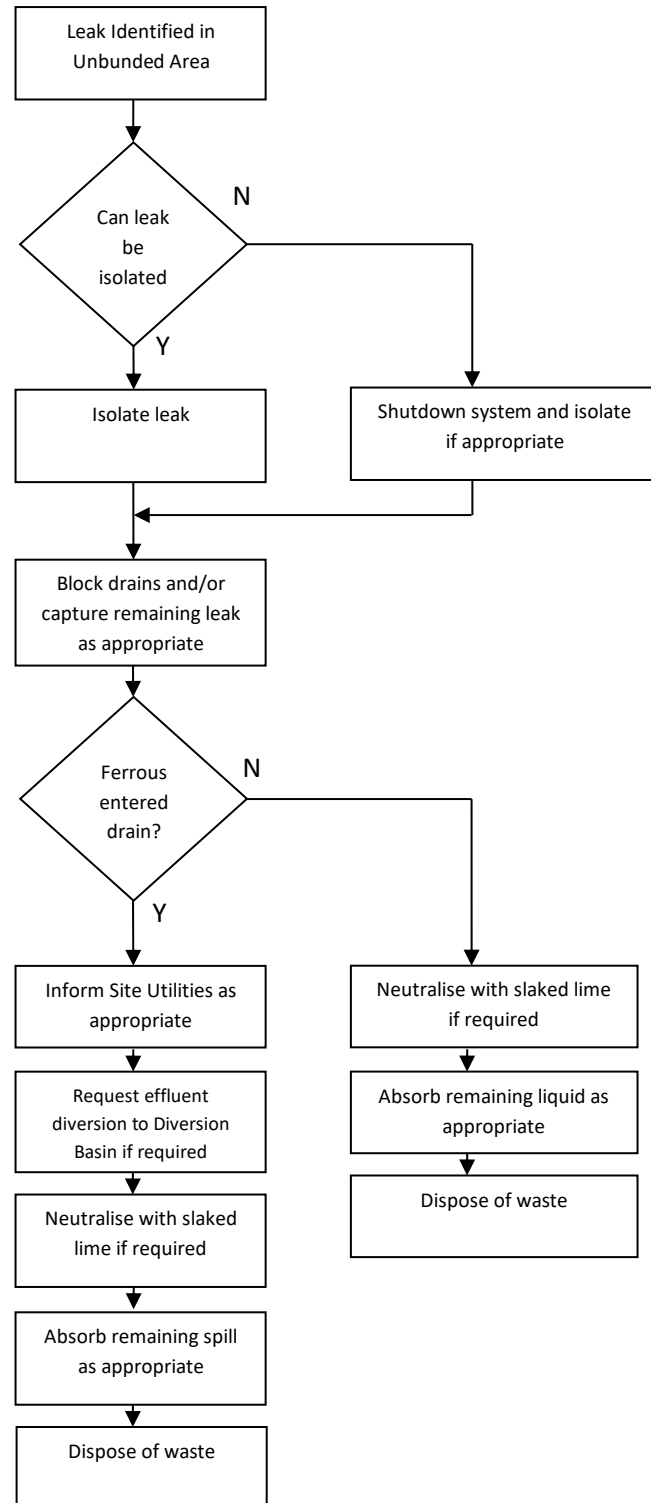 Leak Identified in
Unbunded Area
Can leak
be
isolated
N
Y
Isolate leak
Shutdown system and isolate
if appropriate
Block drains and/or
capture remaining leak
as appropriate
Ferrous
entered
drain?
N
Y
Inform Site Utilities as
appropriate
Request effluent
diversion to Diversion
Basin if required
Neutralise with slaked
lime if required
Absorb remaining spill
as appropriate
Dispose of waste
Neutralise with slaked lime
if required
Absorb remaining liquid as
appropriate
Dispose of waste